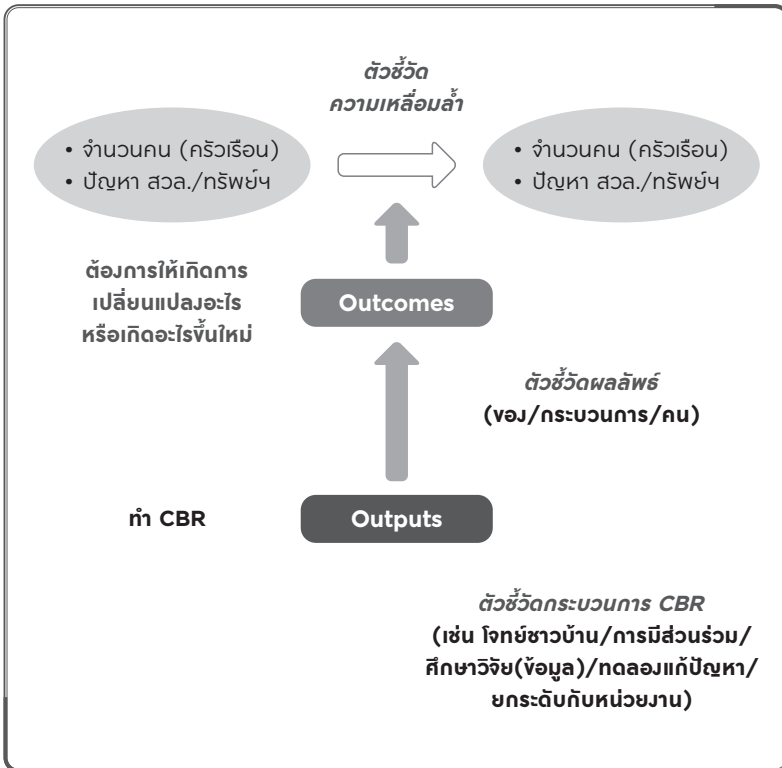 ตัวชี้วัด
ความเหลื่อมล้ำ
• จำนวนคน (ครัวเรือน)
• ปัญหา สวล./ทรัพย์ฯ
• จำนวนคน (ครัวเรือน)
• ปัญหา สวล./ทรัพย์ฯ
ต้องการให้เกิดการ
เปลี่ยนแปลงอะไร
หรือเกิดอะไรขึ้นใหม่
Outcomes
ตัวชี้วัดผลลัพธ์
(ของ/กระบวนการ/คน)
ทำ CBR
Outputs
ตัวชี้วัดกระบวนการ CBR
(เช่น โจทย์ชาวบ้าน/การมีส่วนร่วม/
ศึกษาวิจัย(ข้อมูล)/ทดลองแก้ปัญหา/
ยกระดับกับหน่วยงาน)